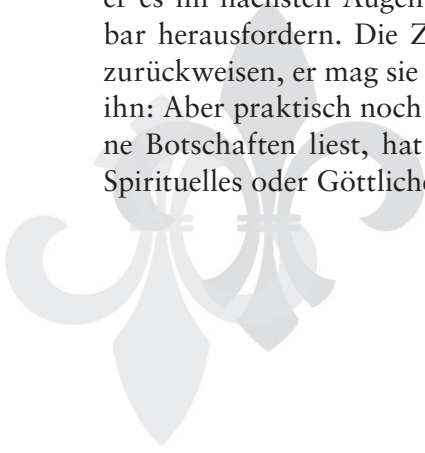 er es im nächsten Augen
bar herausfordern. Die Z
zurückweisen, er mag sie
ihn: Aber praktisch noch
ne Botschaften liest, hat
Spirituelles oder Göttliche